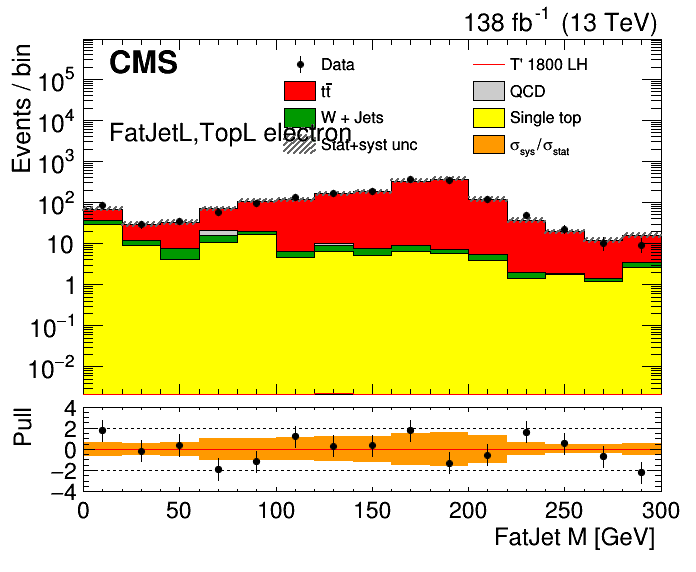 138 fb⁻¹ (13 TeV)
CMS
Data
T' 1800 LH
tt̄
QCD
W + Jets
Single top
FatJetL,TopL electron
Stat+syst unc
σsys/σstat
Events / bin
10⁵
10⁴
10³
10²
10
1
10⁻¹
10⁻²
Pull
4
2
0
−2
−4
0 50 100 150 200 250 300
FatJet M [GeV]